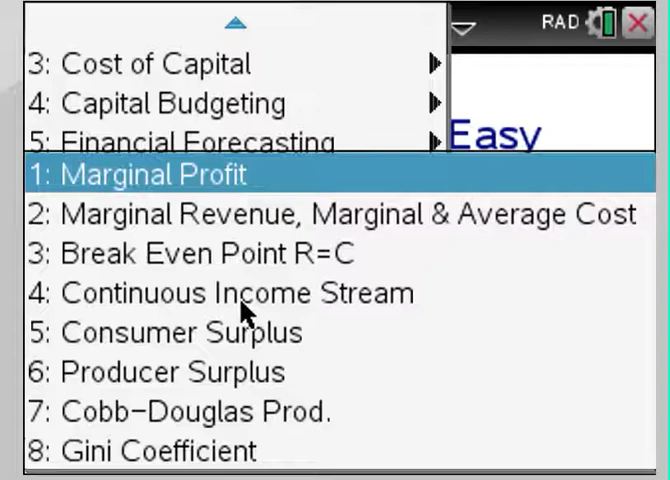 RAD
3: Cost of Capital
4: Capital Budgeting
5: Financial Forecasting
Easy
1: Marginal Profit
2: Marginal Revenue, Marginal & Average Cost
3: Break Even Point R=C
4: Continuous Income Stream
5: Consumer Surplus
6: Producer Surplus
7: Cobb-Douglas Prod.
8: Gini Coefficient